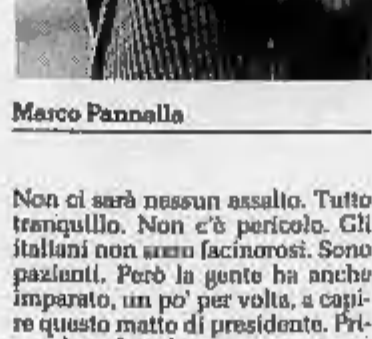 Marco Pannella
Non ci sarà nessun assalto. Tutto
tranquillo. Non c'è pericolo. Gli
italiani non sono facinorosi. Sono
pazienti. Però la gente ha anche
imparato, un po' per volta, a capi-
re questo matto di presidente. Pri-